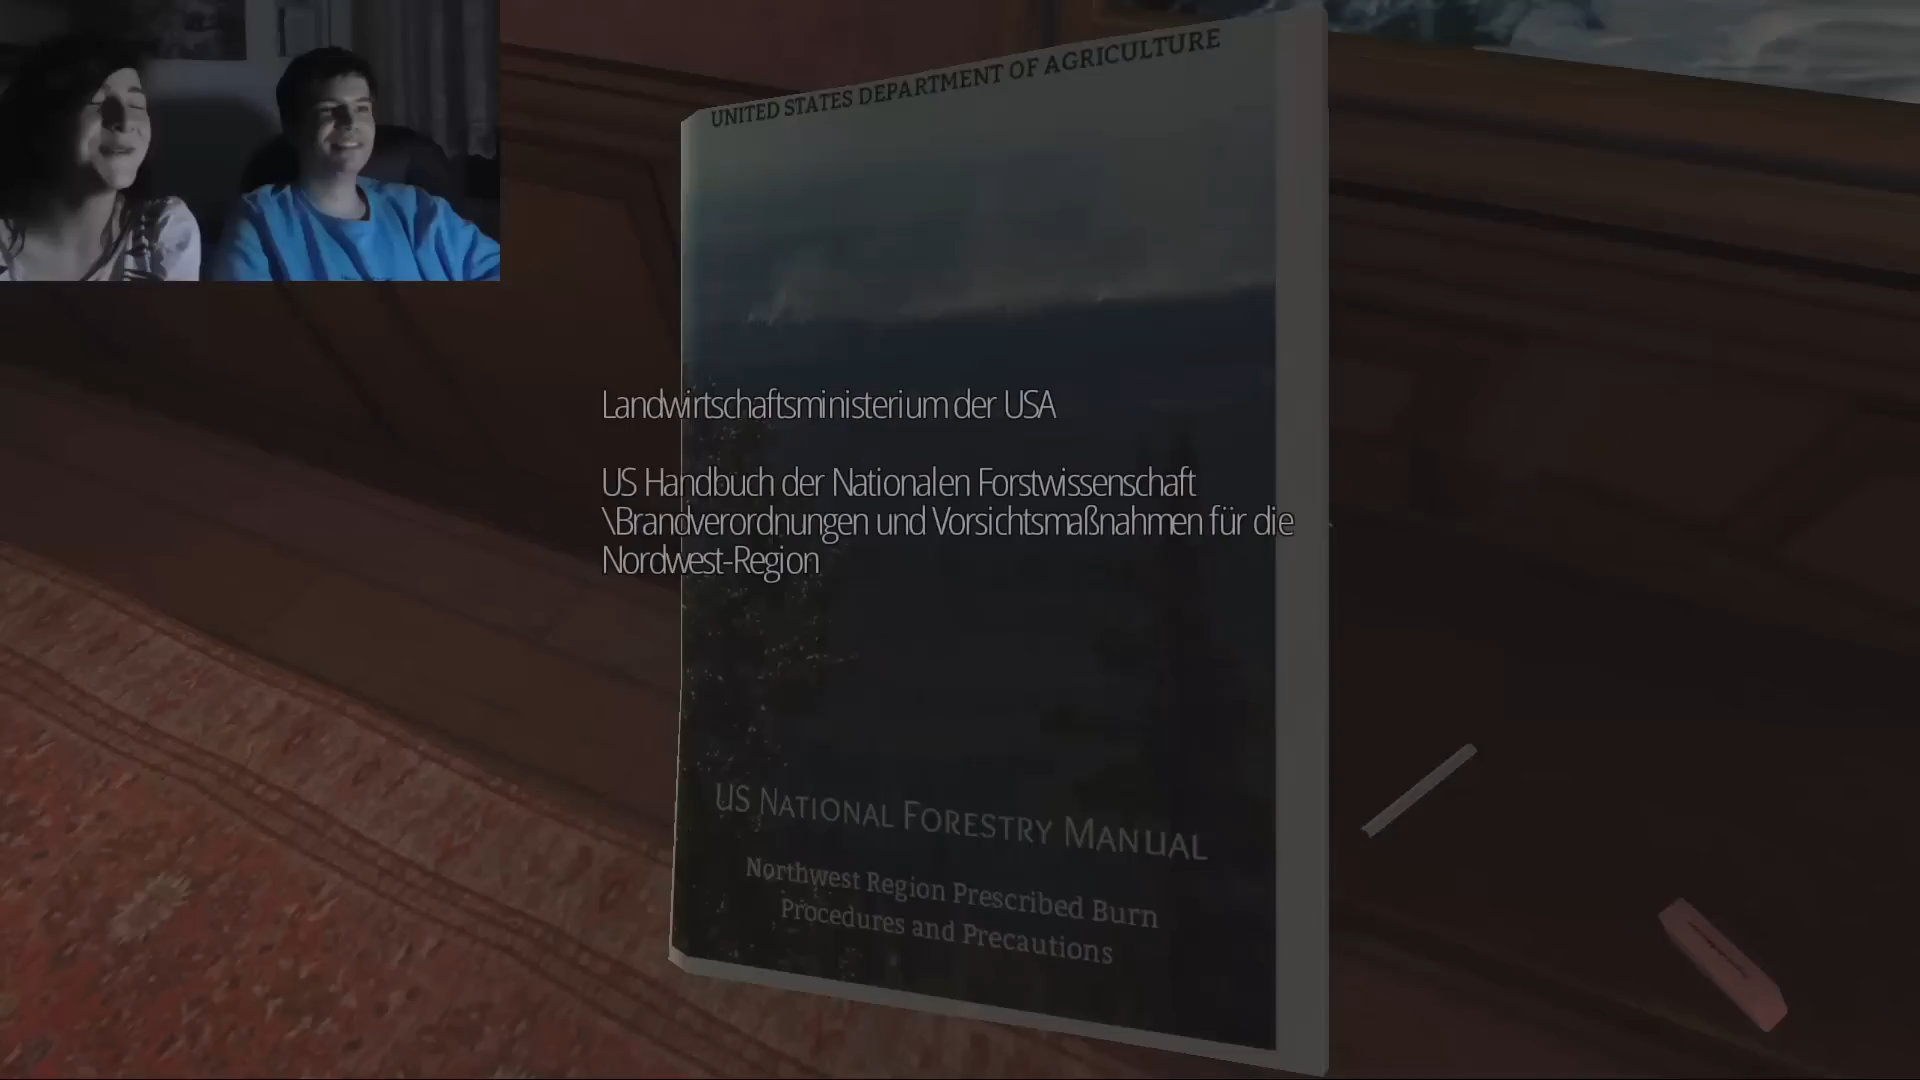 UNITED STATES DEPARTMENT OF AGRICULTURE
Landwirtschaftsministerium der USA
US Handbuch der Nationalen Forstwissenschaft
\Brandverordnungen und Vorsichtsmaßnahmen für die
Nordwest-Region
US NATIONAL FORESTRY MANUAL
Northwest Region Prescribed Burn
Procedures and Precautions